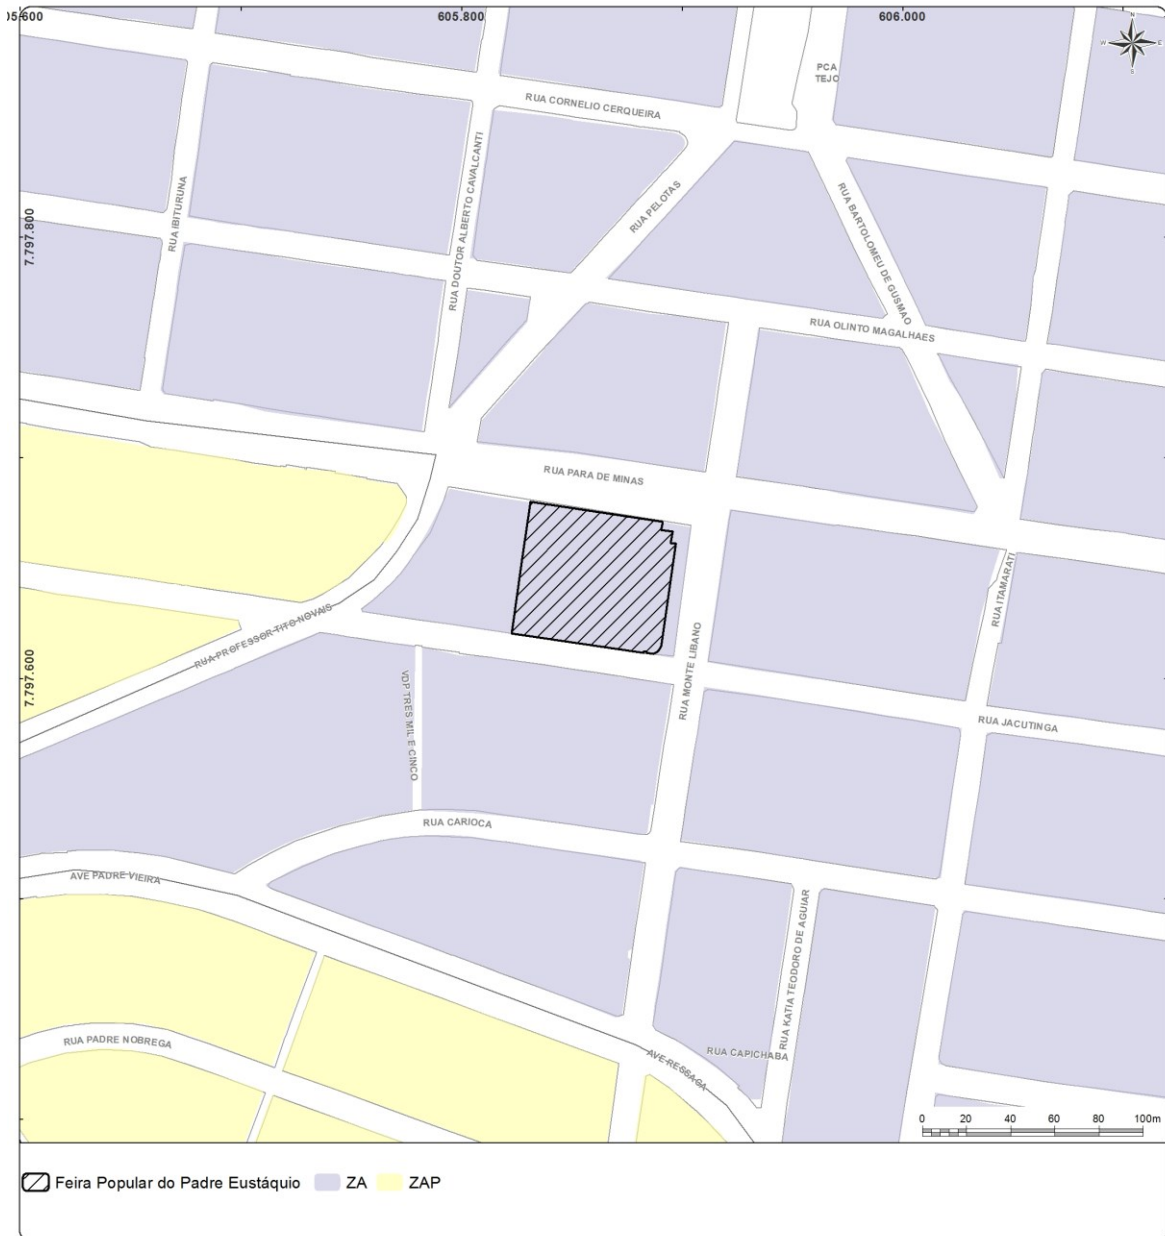 05.600
605.800
606.000
N
W
E
S
PCA
TEJO
RUA CORNELIO CERQUEIRA
RUA DOUTOR ALBERTO CAVALCANTI
RUA IBITURUNA
RUA PELOTAS
RUA BARTOLOMEU DE GUSMAO
7.797.800
RUA OLINTO MAGALHAES
RUA PARA DE MINAS
RUA ITAMARATI
RUA PROFESSOR TITO NOVAIS
7.797.600
VDP TRES MIL E CINCO
RUA MONTE LIBANO
RUA JACUTINGA
RUA CARIOCA
AVE PADRE VIEIRA
RUA KATIA TEODORO DE AGUIAR
RUA PADRE NOBREGA
AVE RESSACA
RUA CAPICHABA
0 20 40 60 80 100m
Feira Popular do Padre Eustáquio ZA ZAP